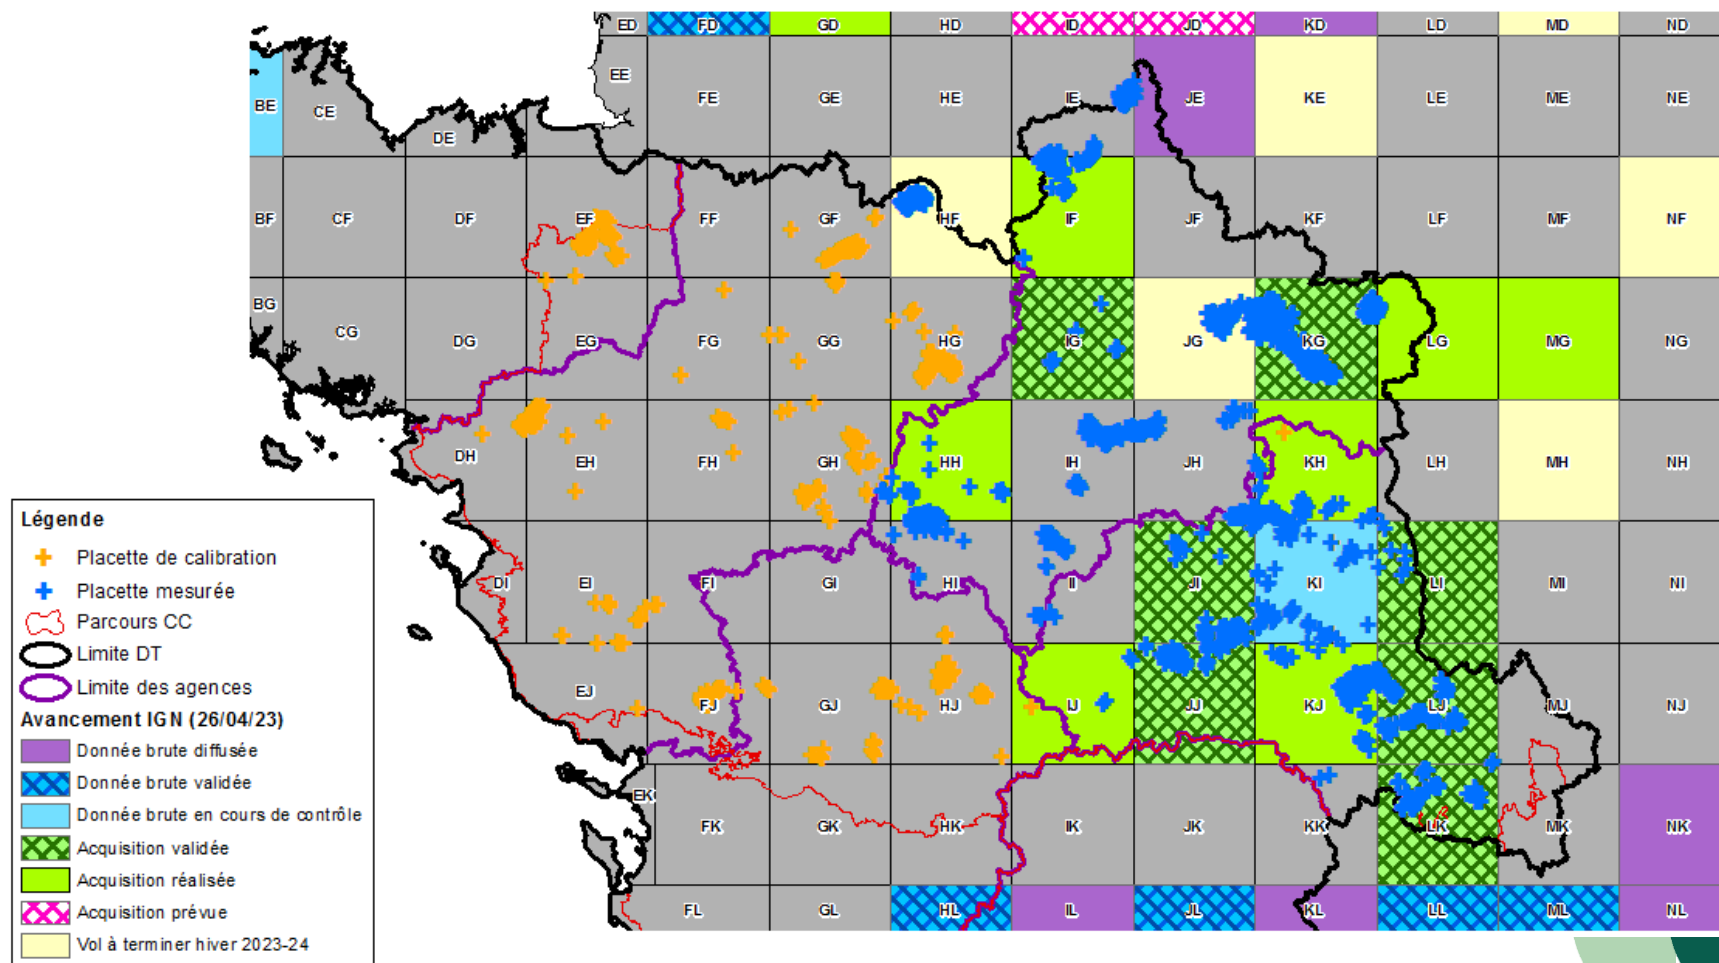 ED FD GD HD ID JD KD LD MD ND
EE
BE CE FE GE HE IE JE KE LE ME NE
DE
BF CF DF EF FF GF HF IF JF KF LF MF NF
BG
CG DG EG FG GG HG IG JG KG LG MG NG
DH EH FH GH HH IH JH KH LH MH NH
DI EI FI GI HI II JI KI LI MI NI
EJ FJ GJ HJ IJ JJ KJ LJ MJ NJ
EK
FK GK HK IK JK KK LK MK NK
FL GL HL IL JL KL LL ML NL
Légende
Placette de calibration
Placette mesurée
Parcours CC
Limite DT
Limite des agences
Avancement IGN (26/04/23)
Donnée brute diffusée
Donnée brute validée
Donnée brute en cours de contrôle
Acquisition validée
Acquisition réalisée
Acquisition prévue
Vol à terminer hiver 2023-24